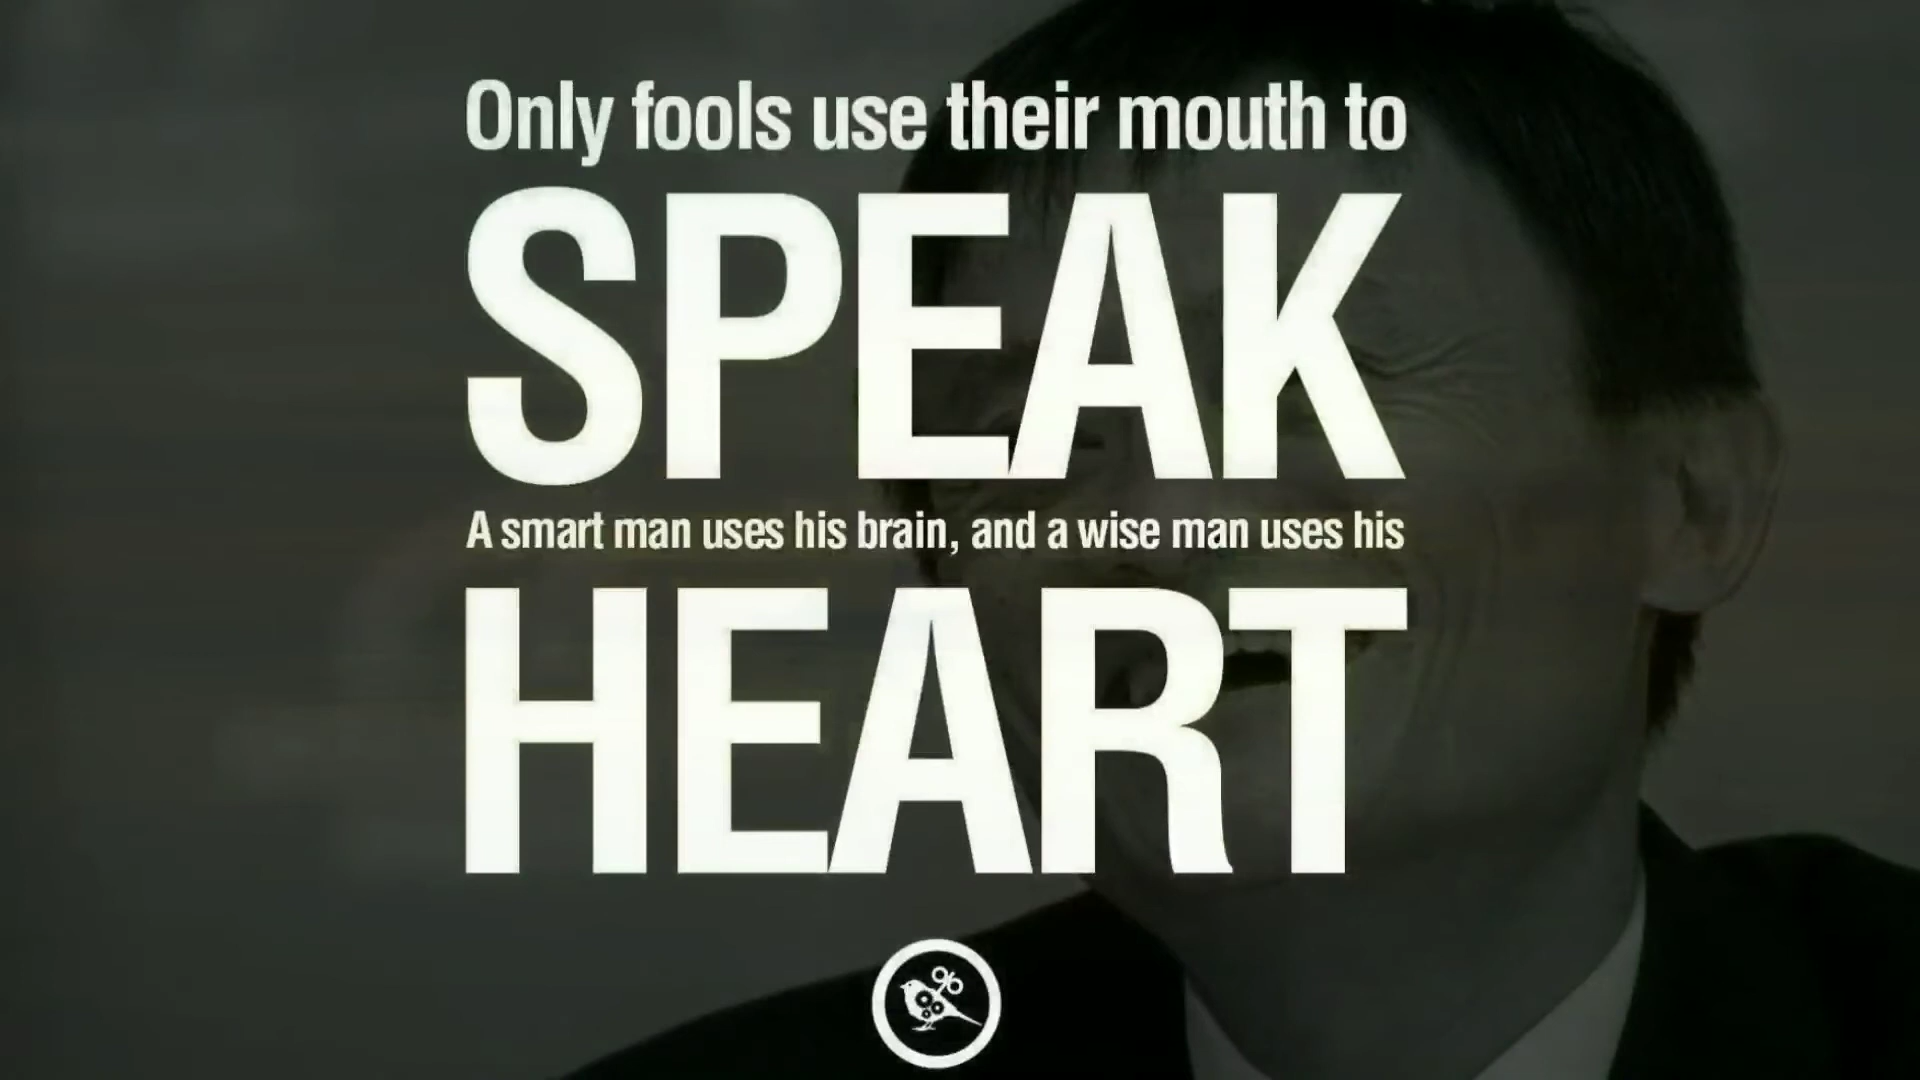 Only fools use their mouth to
SPEAK
A smart man uses his brain, and a wise man uses his
HEART